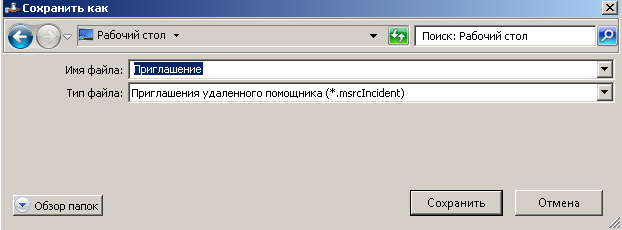 Сохранить как
Рабочий стол
Поиск: Рабочий стол
Имя файла: Приглашение
Тип файла: Приглашения удаленного помощника (*.msrcIncident)
Обзор папок
Сохранить
Отмена